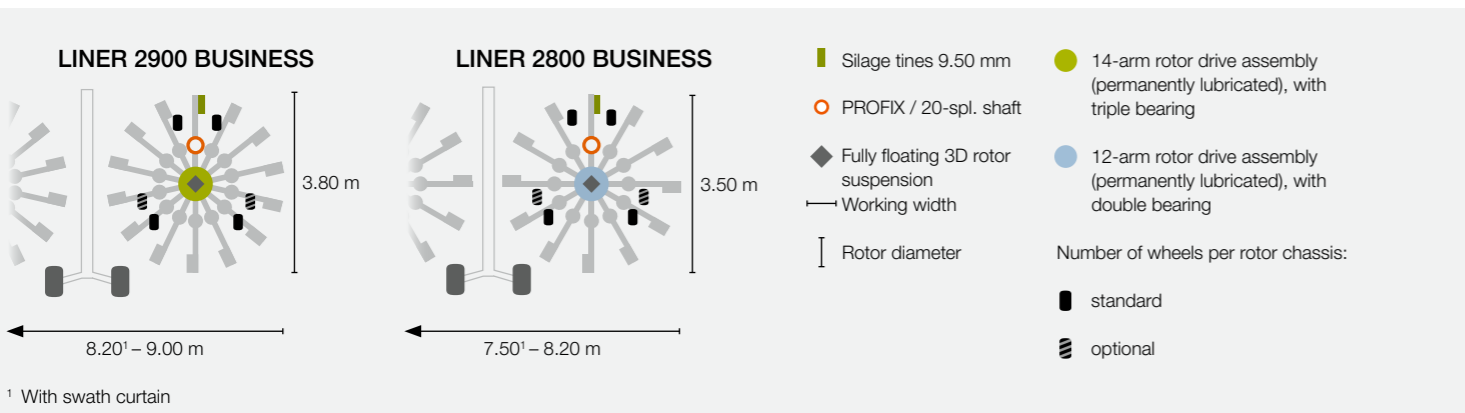 LINER 2900 BUSINESS
3.80 m
8.20¹ – 9.00 m
LINER 2800 BUSINESS
3.50 m
7.50¹ – 8.20 m
Silage tines 9.50 mm
PROFIX / 20-spl. shaft
Fully floating 3D rotor
suspension
Working width
Rotor diameter
14-arm rotor drive assembly
(permanently lubricated), with
triple bearing
12-arm rotor drive assembly
(permanently lubricated), with
double bearing
Number of wheels per rotor chassis:
standard
optional
¹ With swath curtain